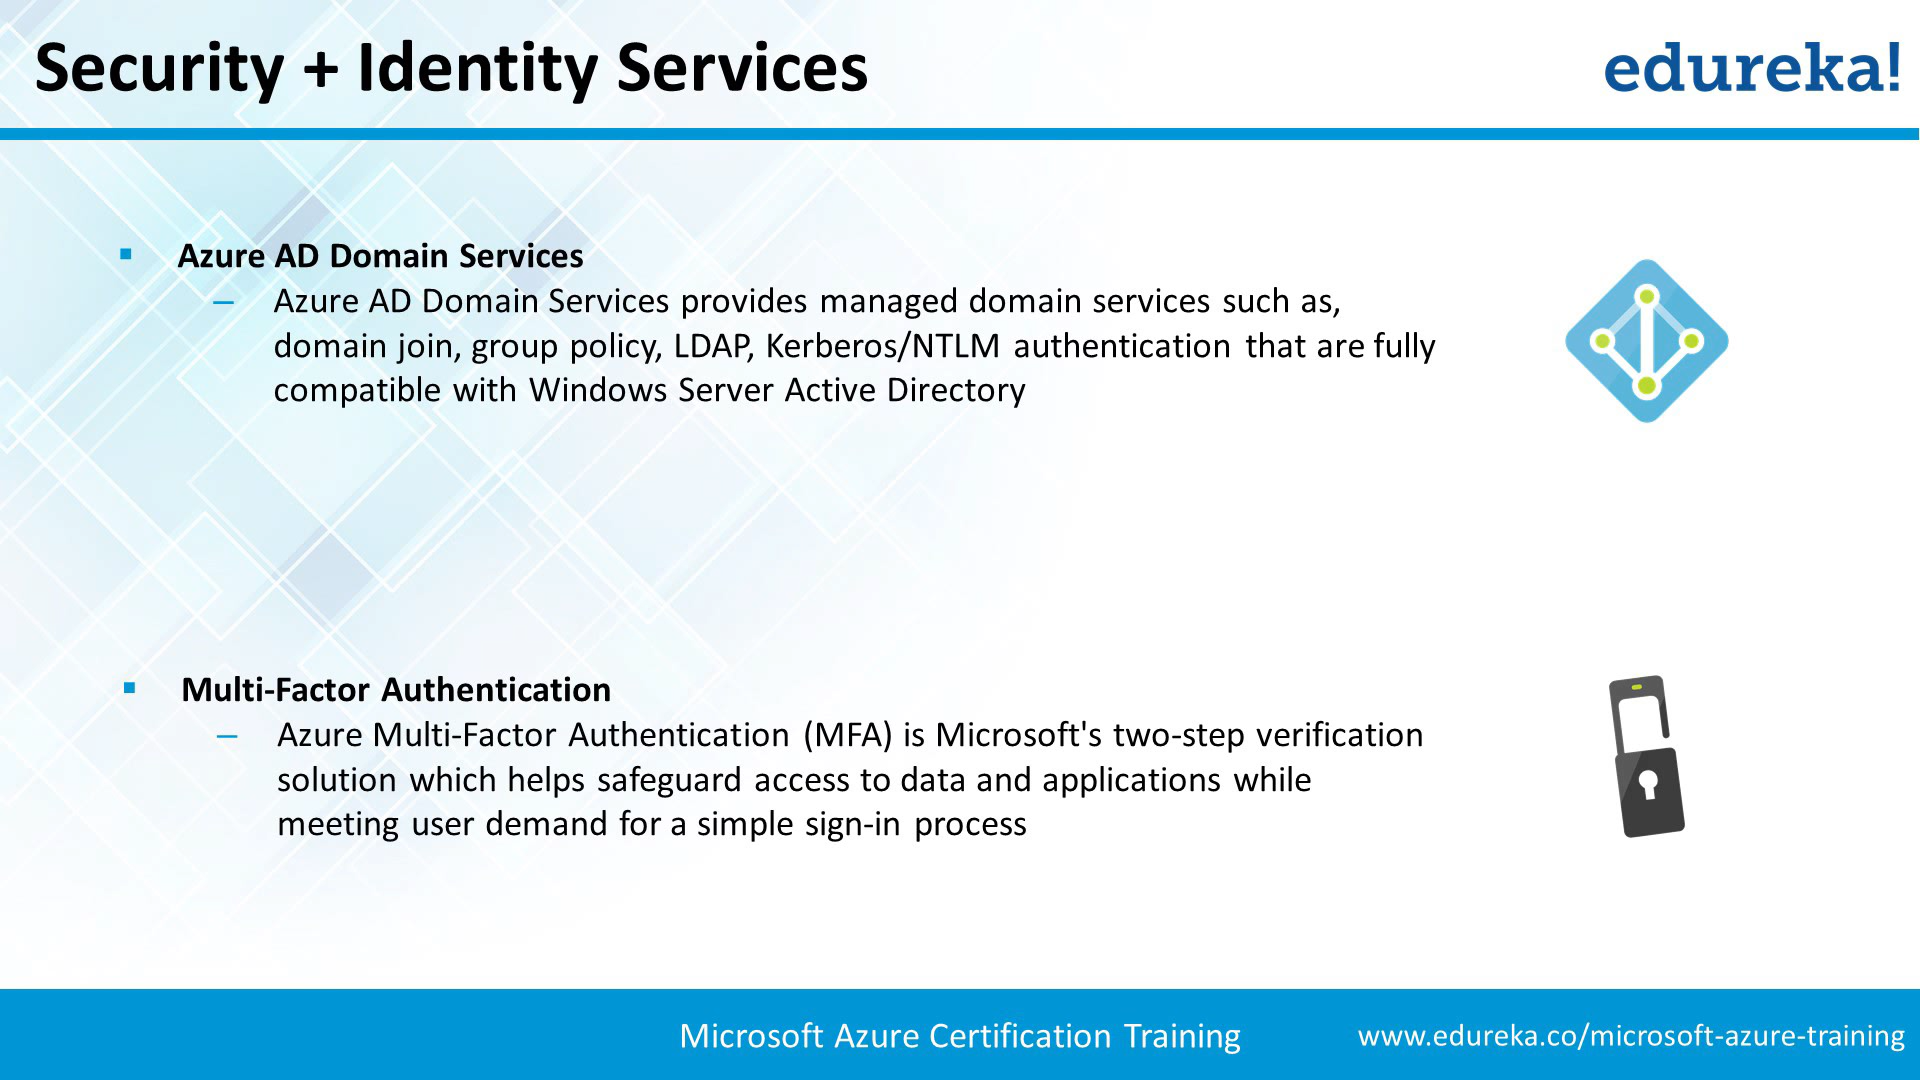 Security + Identity Services
edureka!
▪ Azure AD Domain Services
– Azure AD Domain Services provides managed domain services such as,
domain join, group policy, LDAP, Kerberos/NTLM authentication that are fully
compatible with Windows Server Active Directory
▪ Multi-Factor Authentication
– Azure Multi-Factor Authentication (MFA) is Microsoft's two-step verification
solution which helps safeguard access to data and applications while
meeting user demand for a simple sign-in process
Microsoft Azure Certification Training
www.edureka.co/microsoft-azure-training